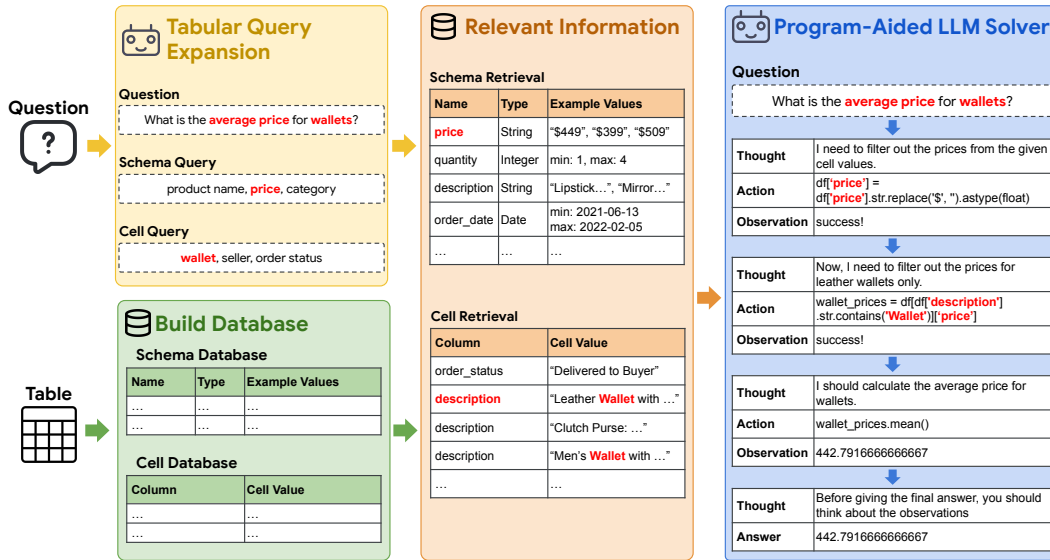 Question
?
Table
Tabular Query
Expansion
Question
What is the average price for wallets?
Schema Query
product name, price, category
Cell Query
wallet, seller, order status
Build Database
Schema Database
Name Type Example Values
… … …
… … …
Cell Database
Column Cell Value
… …
… …
Relevant Information
Schema Retrieval
Name Type Example Values
price String “$449”, “$399”, “$509”
quantity Integer min: 1, max: 4
description String “Lipstick…”, “Mirror…”
order_date Date min: 2021-06-13
max: 2022-02-05
… … …
Cell Retrieval
Column Cell Value
order_status “Delivered to Buyer”
description “Leather Wallet with …”
description “Clutch Purse: …”
description “Men's Wallet with …”
… …
Program-Aided LLM Solver
Question
What is the average price for wallets?
Thought I need to filter out the prices from the given
cell values.
Action df['price'] =
df['price'].str.replace('$', '').astype(float)
Observation success!
Thought Now, I need to filter out the prices for
leather wallets only.
Action wallet_prices = df[df['description']
.str.contains('Wallet')]['price']
Observation success!
Thought I should calculate the average price for
wallets.
Action wallet_prices.mean()
Observation 442.7916666666667
Thought Before giving the final answer, you should
think about the observations
Answer 442.7916666666667